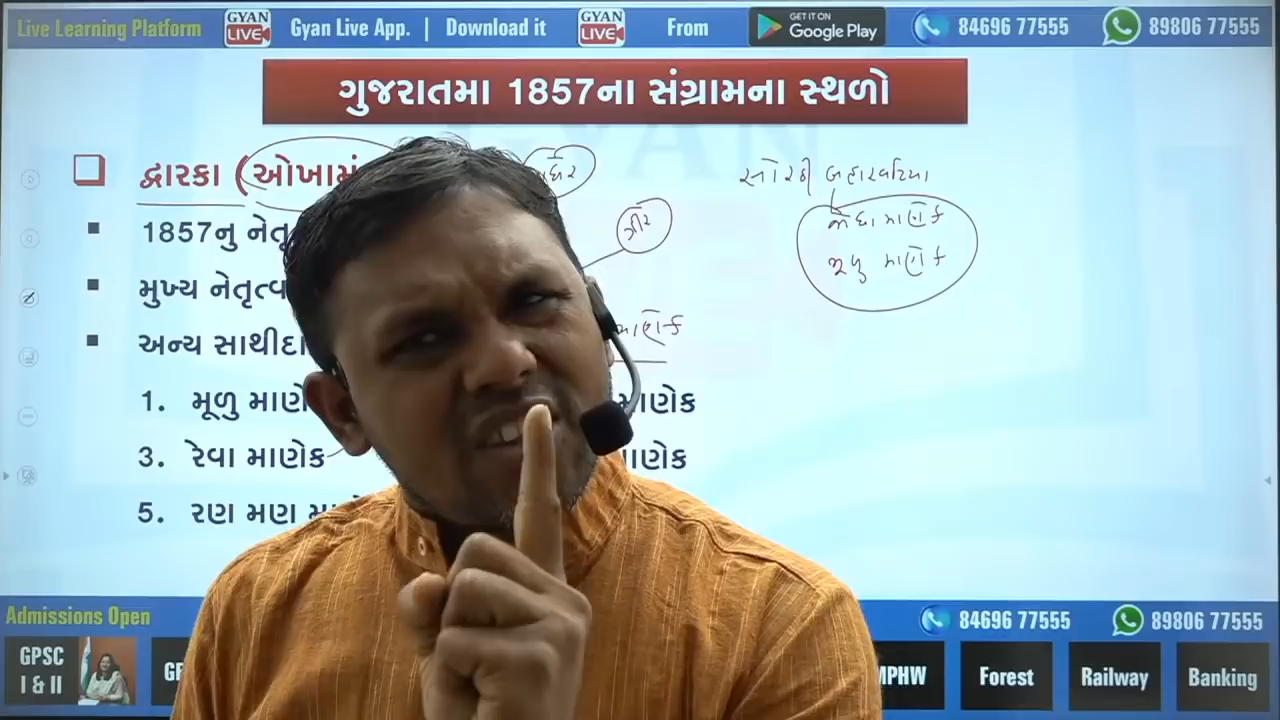 Live Learning Platform GYAN LIVE Gyan Live App. | Download it GYAN LIVE From GET IT ON Google Play 84696 77555 89806 77555
ગુજરાતમા 1857ના સંગ્રામના સ્થળો
દ્વારકા (ઓખામં
1857નુ નેતૃ
ગીર
મુખ્ય નેતૃત્વ
અન્ય સાથીદા માણેક
1. મૂળુ માણે માણેક
3. રેવા માણેક માણેક
5. રણ મણ મા
સોરઠી બહારવટિયા
જોધા માણેક
મૂળુ માણેક
Admissions Open 84696 77555 89806 77555
GPSC I & II MPHW Forest Railway Banking